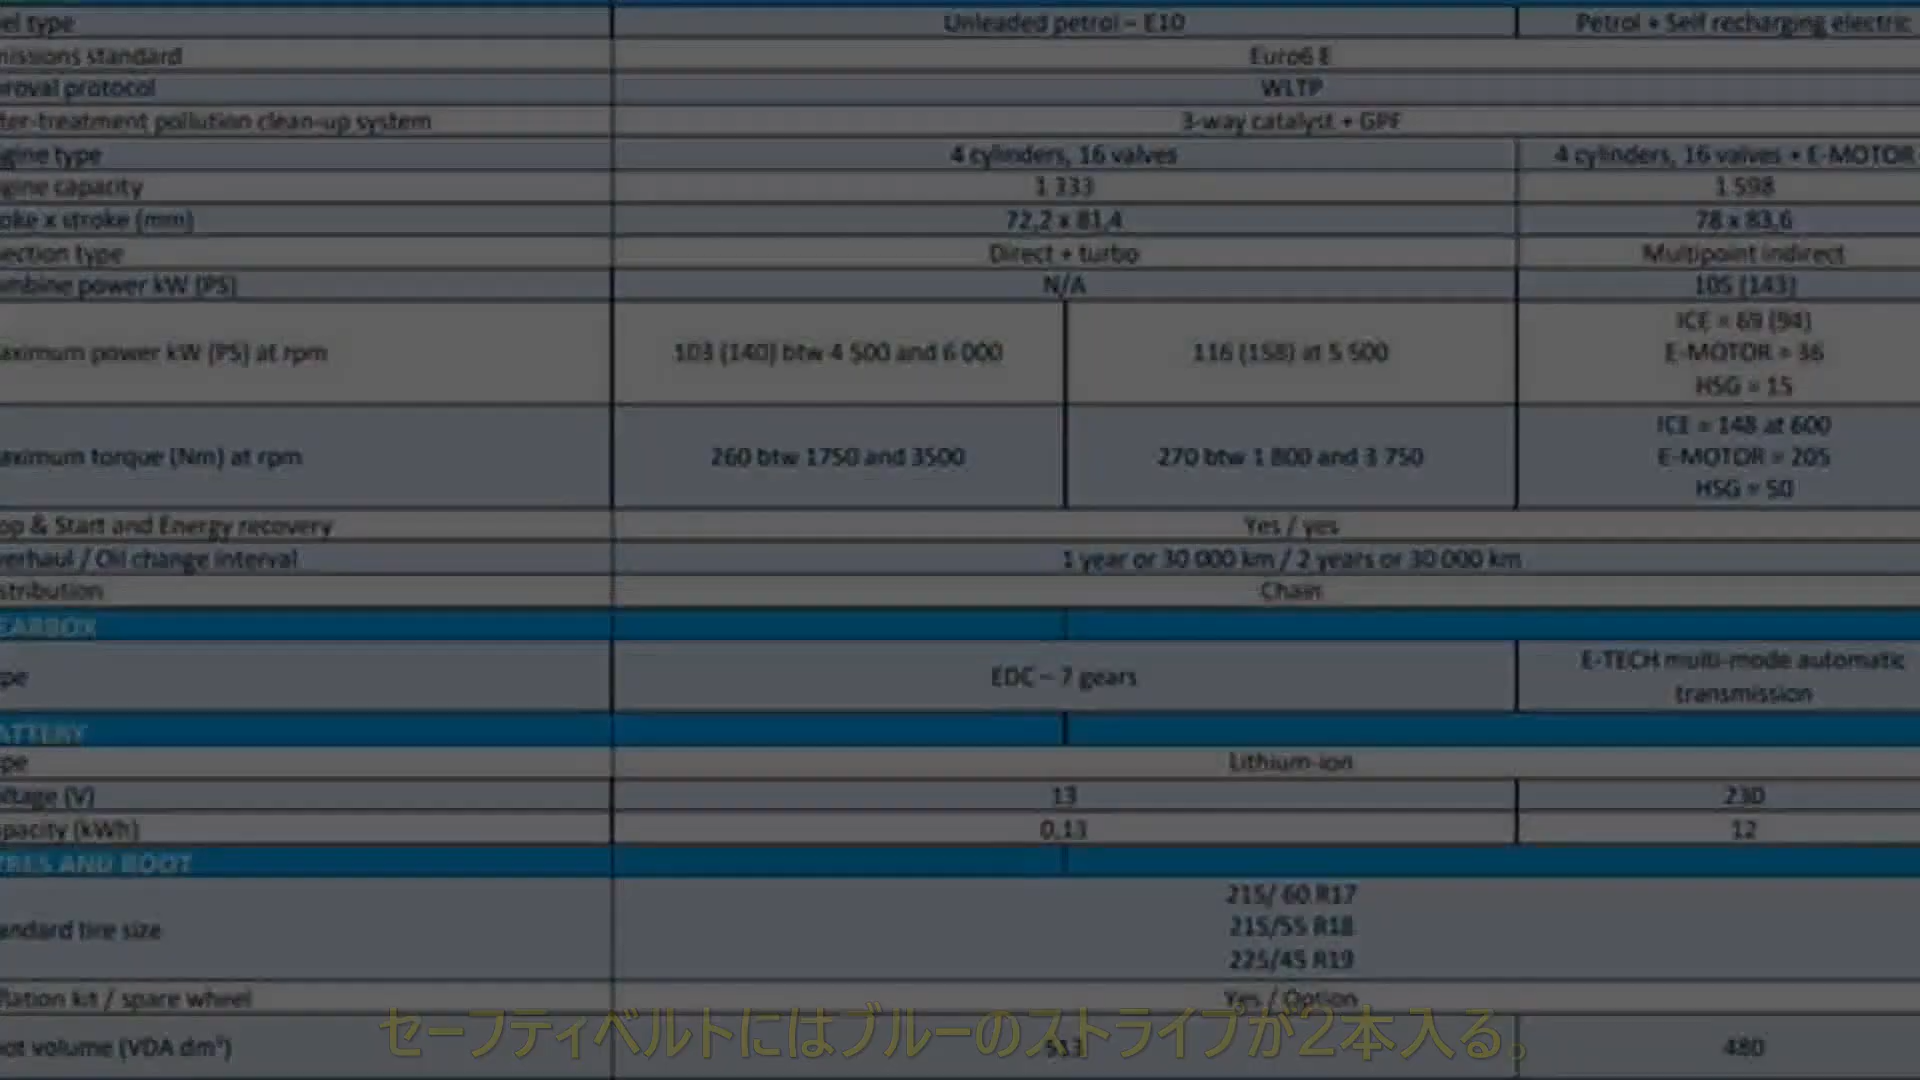 el type Unleaded petrol – E10 Petrol + Self recharging electric
nissions standard Euro6 E
roval protocol WLTP
ter-treatment pollution clean-up system 3-way catalyst + GPF
gine type 4 cylinders, 16 valves 4 cylinders, 16 valves + E-MOTOR
gine capacity 1 333 1 598
oke x stroke (mm) 72,2 x 81,4 78 x 83,6
ection type Direct + turbo Multipoint indirect
mbine power kW (PS) N/A 105 (143)
aximum power kW (PS) at rpm 103 (140) btw 4 500 and 6 000 116 (158) at 5 500 ICE = 69 (94)
E-MOTOR = 36
HSG = 15
aximum torque (Nm) at rpm 260 btw 1750 and 3500 270 btw 1 800 and 3 750 ICE = 148 at 600
E-MOTOR = 205
HSG = 50
op & Start and Energy recovery Yes / yes
verhaul / Oil change interval 1 year or 30 000 km / 2 years or 30 000 km
stribution Chain
EARBOX
pe EDC – 7 gears E-TECH multi-mode automatic
transmission
ATTERY
pe Lithium-ion
ltage (V) 13 230
pacity (kWh) 0,13 12
RES AND BOOT
andard tire size 215/ 60 R17
215/55 R18
225/45 R19
flation kit / spare wheel Yes / Option
ot volume (VDA dm³) 513 480
セーフティベルトにはブルーのストライプが2本入る。